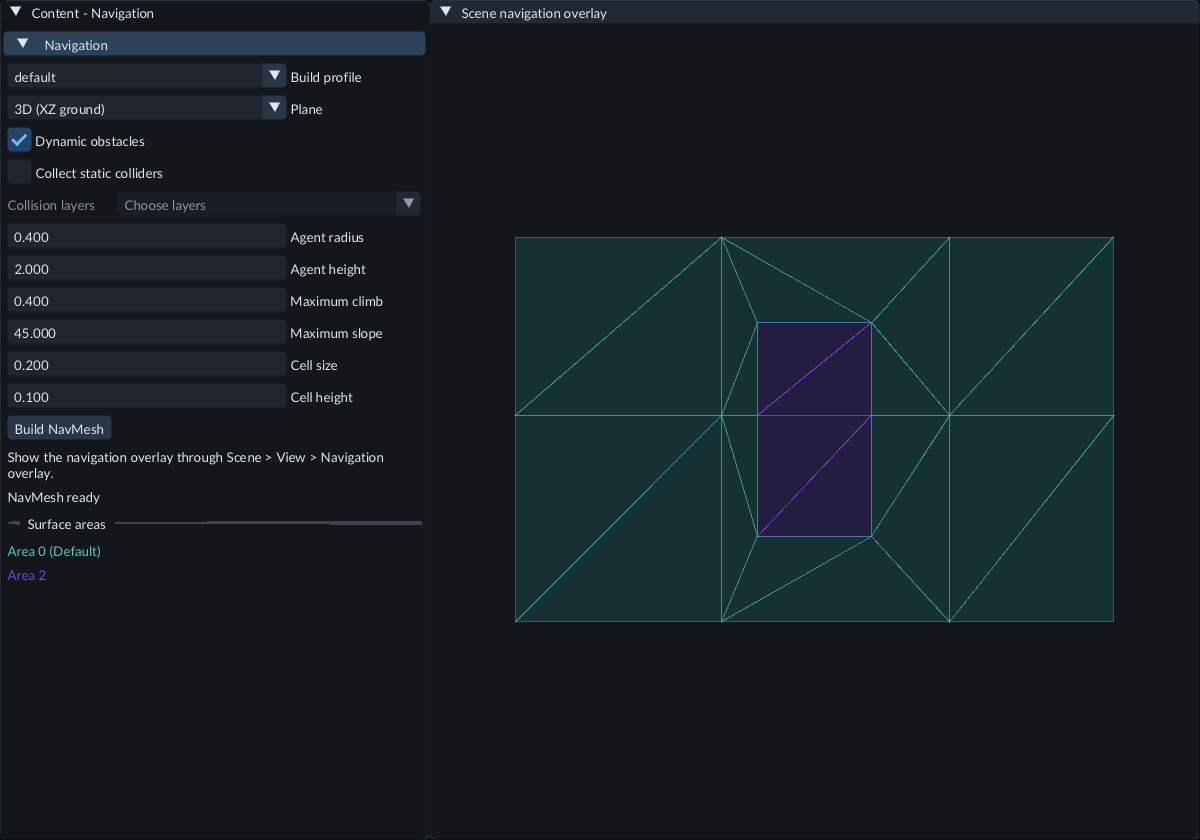 Content - Navigation
Scene navigation overlay
Navigation
default
Build profile
3D (XZ ground)
Plane
Dynamic obstacles
Collect static colliders
Collision layers
Choose layers
0.400
Agent radius
2.000
Agent height
0.400
Maximum climb
45.000
Maximum slope
0.200
Cell size
0.100
Cell height
Build NavMesh
Show the navigation overlay through Scene > View > Navigation
overlay.
NavMesh ready
Surface areas
Area 0 (Default)
Area 2